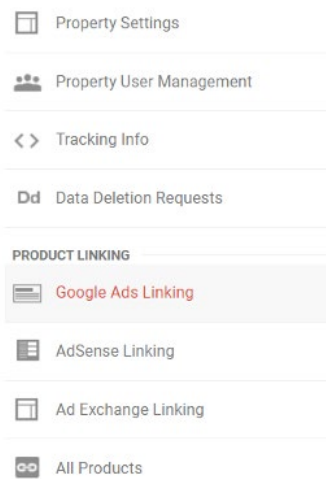 Property Settings
Property User Management
Tracking Info
Dd Data Deletion Requests
PRODUCT LINKING
Google Ads Linking
AdSense Linking
Ad Exchange Linking
All Products